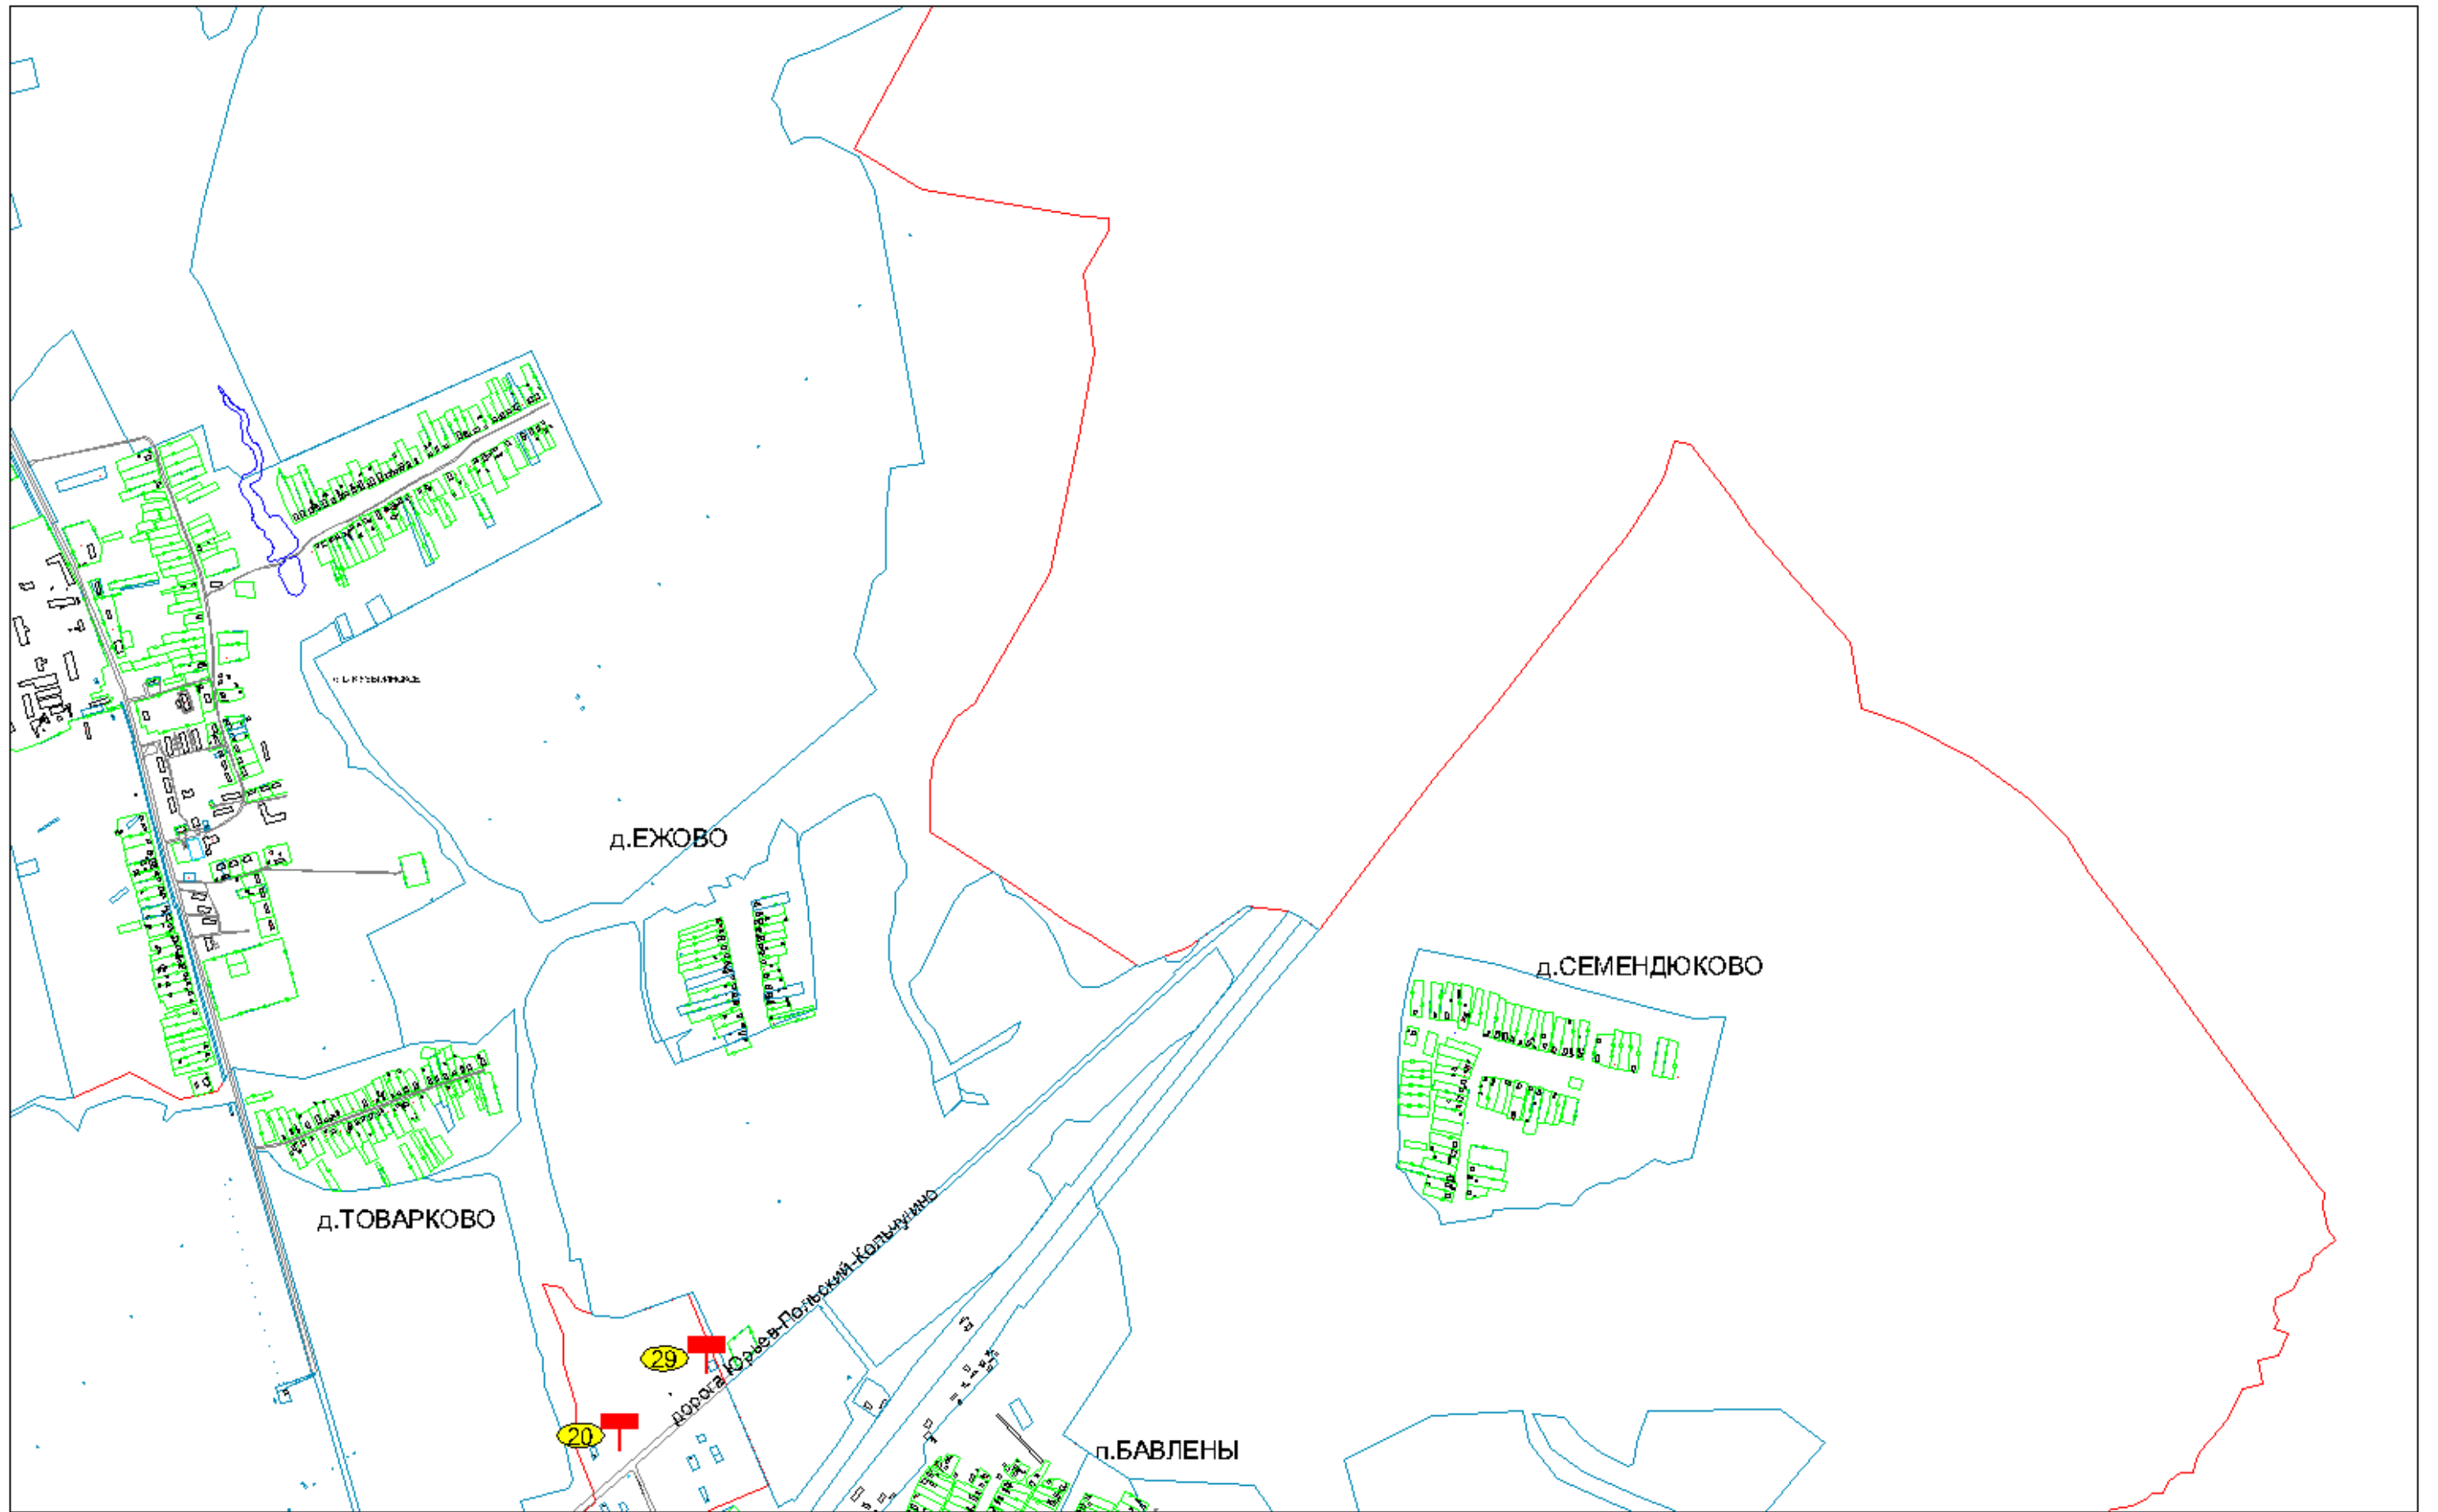 д.ЕЖОВО
д.СЕМЕНДЮКОВО
д.ТОВАРКОВО
дорога Юрьев-Польский-Кольчугино
29
20
п.БАВЛЕНЫ